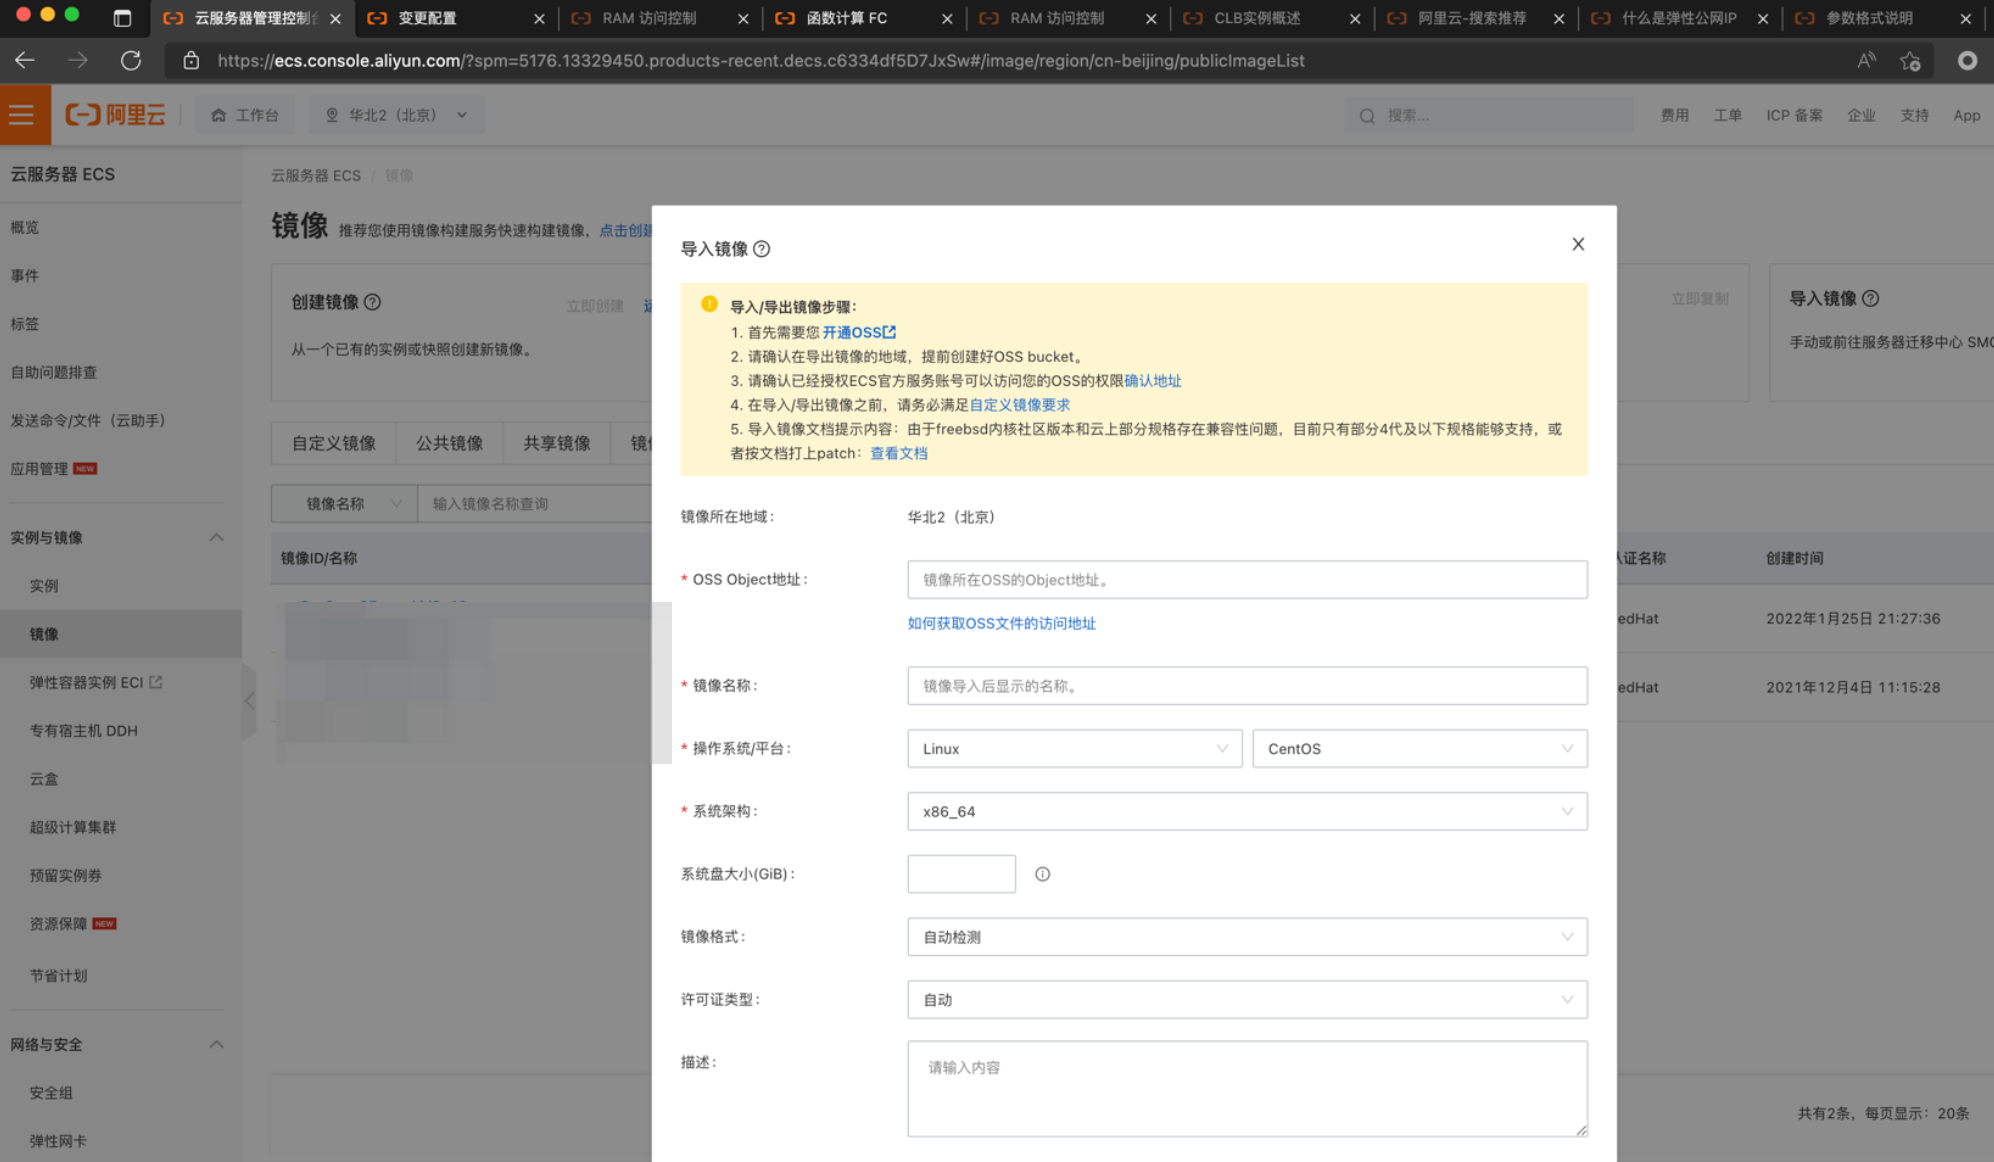 云服务器管理控制台
变更配置
RAM 访问控制
函数计算 FC
RAM 访问控制
CLB实例概述
阿里云-搜索推荐
什么是弹性公网IP
参数格式说明
https://ecs.console.aliyun.com/?spm=5176.13329450.products-recent.decs.c6334df5D7JxSw#/image/region/cn-beijing/publicImageList
阿里云
工作台
华北2（北京）
搜索...
费用
工单
ICP 备案
企业
支持
App
云服务器 ECS
概览
事件
标签
自助问题排查
发送命令/文件（云助手）
应用管理 NEW
实例与镜像
实例
镜像
弹性容器实例 ECI
专有宿主机 DDH
云盒
超级计算集群
预留实例券
资源保障 NEW
节省计划
网络与安全
安全组
弹性网卡
云服务器 ECS / 镜像
镜像 推荐您使用镜像构建服务快速构建镜像，点击创建
创建镜像
立即创建
从一个已有的实例或快照创建新镜像。
立即复制
导入镜像
手动或前往服务器迁移中心 SMC
自定义镜像
公共镜像
共享镜像
镜像名称
输入镜像名称查询
镜像ID/名称
认证名称
创建时间
edHat
2022年1月25日 21:27:36
edHat
2021年12月4日 11:15:28
共有2条，每页显示：20条
导入镜像
导入/导出镜像步骤：
1. 首先需要您 开通OSS
2. 请确认在导出镜像的地域，提前创建好OSS bucket。
3. 请确认已经授权ECS官方服务账号可以访问您的OSS的权限确认地址
4. 在导入/导出镜像之前，请务必满足自定义镜像要求
5. 导入镜像文档提示内容：由于freebsd内核社区版本和云上部分规格存在兼容性问题，目前只有部分4代及以下规格能够支持，或
者按文档打上patch：查看文档
镜像所在地域：
华北2（北京）
* OSS Object地址：
镜像所在OSS的Object地址。
如何获取OSS文件的访问地址
* 镜像名称：
镜像导入后显示的名称。
* 操作系统/平台：
Linux
CentOS
* 系统架构：
x86_64
系统盘大小(GiB)：
镜像格式：
自动检测
许可证类型：
自动
描述：
请输入内容